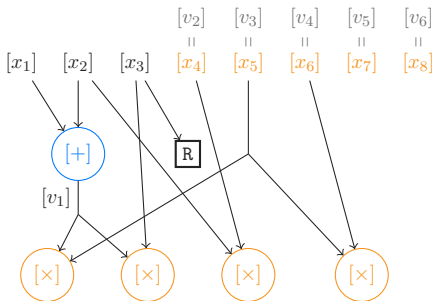 [v₂] [v₃] [v₄] [v₅] [v₆]
= = = = =
[x₁] [x₂] [x₃] [x₄] [x₅] [x₆] [x₇] [x₈]
[+] R
[v₁]
[×] [×] [×] [×]